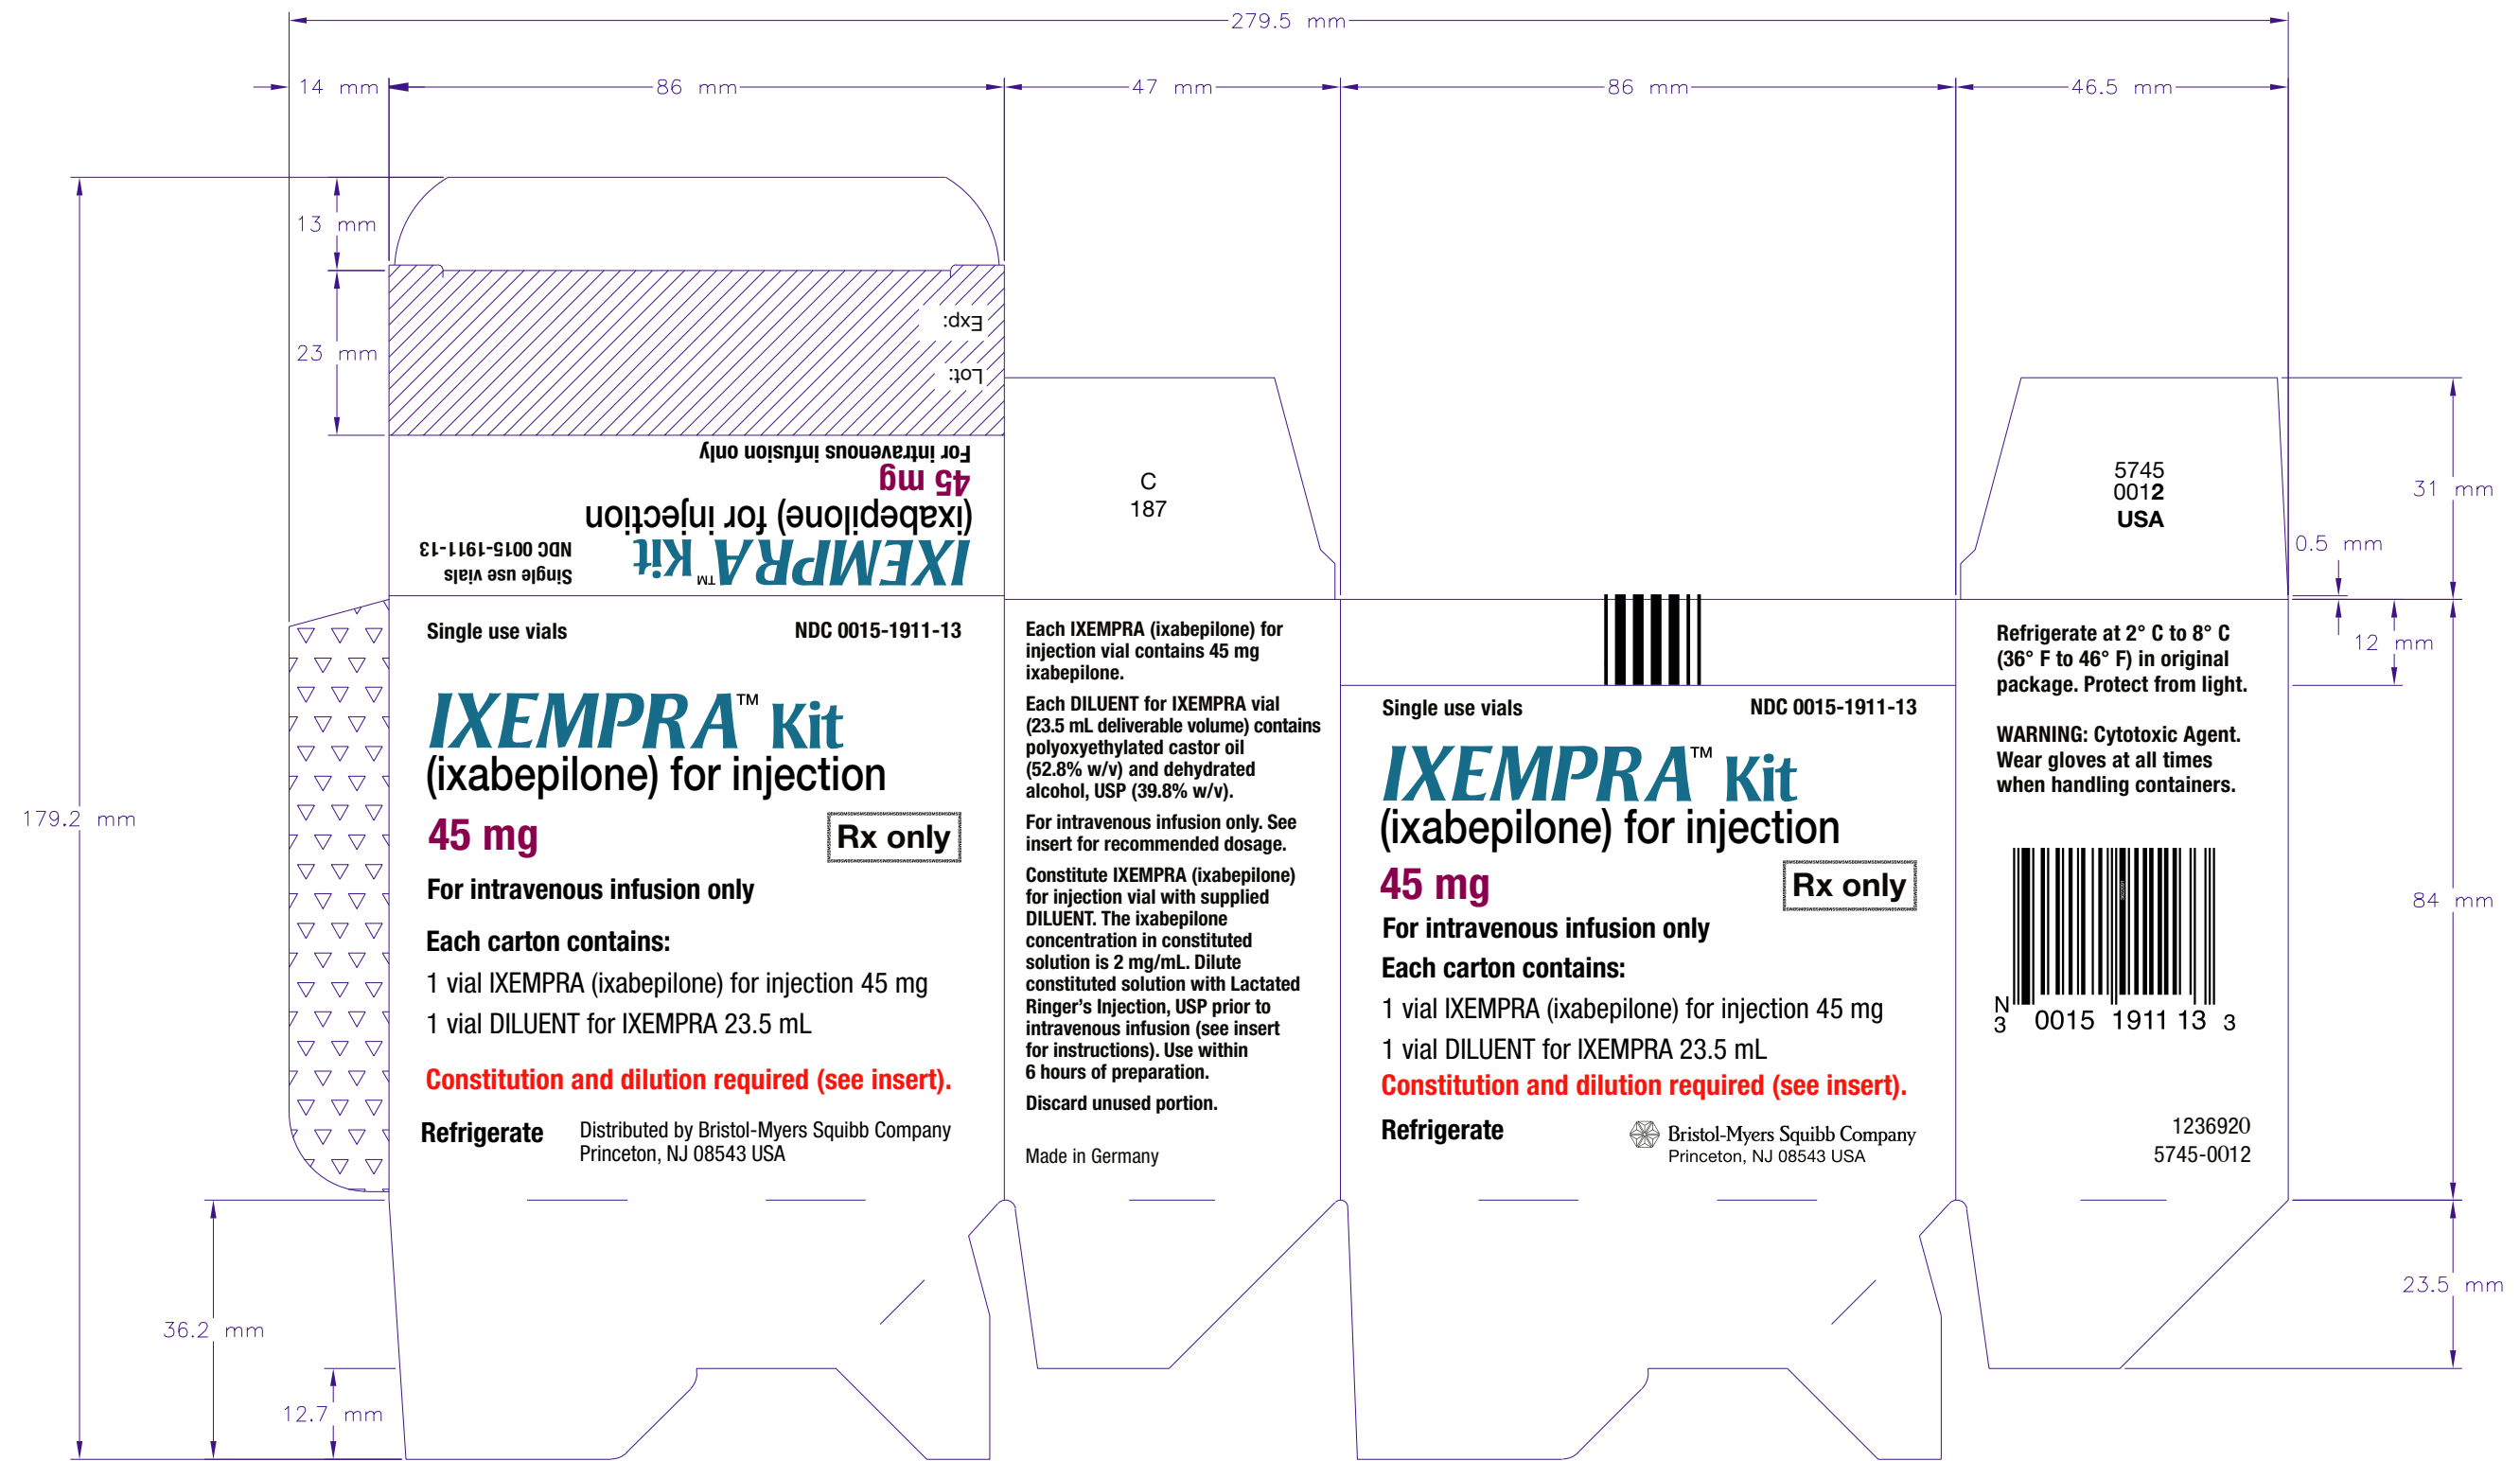 279.5 mm
14 mm
86 mm
47 mm
86 mm
46.5 mm
13 mm
23 mm
179.2 mm
36.2 mm
12.7 mm
31 mm
0.5 mm
12 mm
84 mm
23.5 mm
Exp:
Lot:
For intravenous infusion only
45 mg
(ixabepilone) for injection
IXEMPRA™ Kit
NDC 0015-1911-13
Single use vials
Single use vials
NDC 0015-1911-13
IXEMPRA™ Kit
(ixabepilone) for injection
45 mg
Rx only
For intravenous infusion only
Each carton contains:
1 vial IXEMPRA (ixabepilone) for injection 45 mg
1 vial DILUENT for IXEMPRA 23.5 mL
Constitution and dilution required (see insert).
Refrigerate
Distributed by Bristol-Myers Squibb Company
Princeton, NJ 08543 USA
C
187
Each IXEMPRA (ixabepilone) for
injection vial contains 45 mg
ixabepilone.
Each DILUENT for IXEMPRA vial
(23.5 mL deliverable volume) contains
polyoxyethylated castor oil
(52.8% w/v) and dehydrated
alcohol, USP (39.8% w/v).
For intravenous infusion only. See
insert for recommended dosage.
Constitute IXEMPRA (ixabepilone)
for injection vial with supplied
DILUENT. The ixabepilone
concentration in constituted
solution is 2 mg/mL. Dilute
constituted solution with Lactated
Ringer's Injection, USP prior to
intravenous infusion (see insert
for instructions). Use within
6 hours of preparation.
Discard unused portion.
Made in Germany
Single use vials
NDC 0015-1911-13
IXEMPRA™ Kit
(ixabepilone) for injection
45 mg
Rx only
For intravenous infusion only
Each carton contains:
1 vial IXEMPRA (ixabepilone) for injection 45 mg
1 vial DILUENT for IXEMPRA 23.5 mL
Constitution and dilution required (see insert).
Refrigerate
Bristol-Myers Squibb Company
Princeton, NJ 08543 USA
5745
0012
USA
Refrigerate at 2° C to 8° C
(36° F to 46° F) in original
package. Protect from light.
WARNING: Cytotoxic Agent.
Wear gloves at all times
when handling containers.
N
3 0015 1911 13 3
1236920
5745-0012